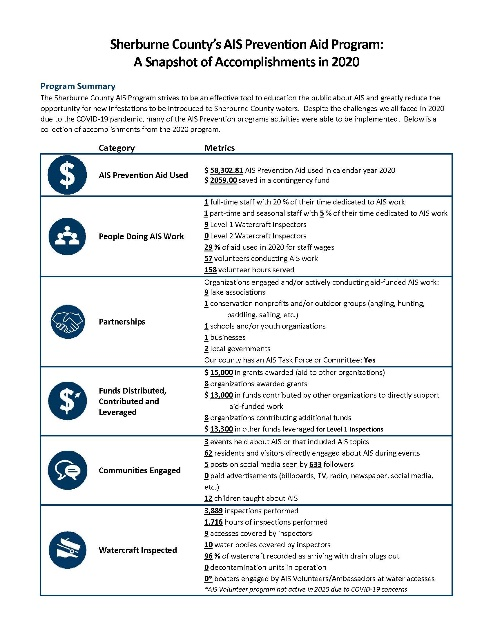 Sherburne County's AIS Prevention Aid Program:
A Snapshot of Accomplishments in 2020
Program Summary
The Sherburne County AIS Program strives to be an effective tool to education the public about AIS and greatly reduce the
opportunity for new infestations to be introduced to Sherburne County waters. Despite the challenges we all faced in 2020
due to the COVID-19 pandemic, many of the AIS Prevention programs activities were able to be implemented. Below is a
collection of accomplishments from the 2020 program.
Category Metrics
AIS Prevention Aid Used
$ 58,302.81 AIS Prevention Aid used in calendar year 2020
$ 2059.00 saved in a contingency fund
People Doing AIS Work
1 full-time staff with 20 % of their time dedicated to AIS work
1 part-time and seasonal staff with 5 % of their time dedicated to AIS work
9 Level 1 Watercraft Inspectors
0 Level 2 Watercraft Inspectors
29 % of aid used in 2020 for staff wages
57 volunteers conducting AIS work
158 volunteer hours served
Partnerships
Organizations engaged and/or actively conducting aid-funded AIS work:
9 lake associations
1 conservation nonprofits and/or outdoor groups (angling, hunting,
paddling, sailing, etc.)
1 schools and/or youth organizations
1 businesses
2 local governments
Our county has an AIS Task Force or Committee: Yes
Funds Distributed,
Contributed and
Leveraged
$ 15,000 in grants awarded (aid to other organizations)
8 organizations awarded grants
$ 13,000 in funds contributed by other organizations to directly support
aid-funded work
8 organizations contributing additional funds
$ 13,300 in other funds leveraged for Level 1 Inspections
Communities Engaged
3 events held about AIS or that included AIS topics
62 residents and visitors directly engaged about AIS during events
5 posts on social media seen by 633 followers
0 paid advertisements (billboards, TV, radio, newspaper, social media,
etc.)
12 children taught about AIS
Watercraft Inspected
3,889 inspections performed
1,716 hours of inspections performed
9 accesses covered by inspectors
10 water bodies covered by inspectors
96 % of watercraft recorded as arriving with drain plugs out
0 decontamination units in operation
0* boaters engaged by AIS Volunteers/Ambassadors at water accesses
*AIS Volunteer program not active in 2020 due to COVID-19 concerns